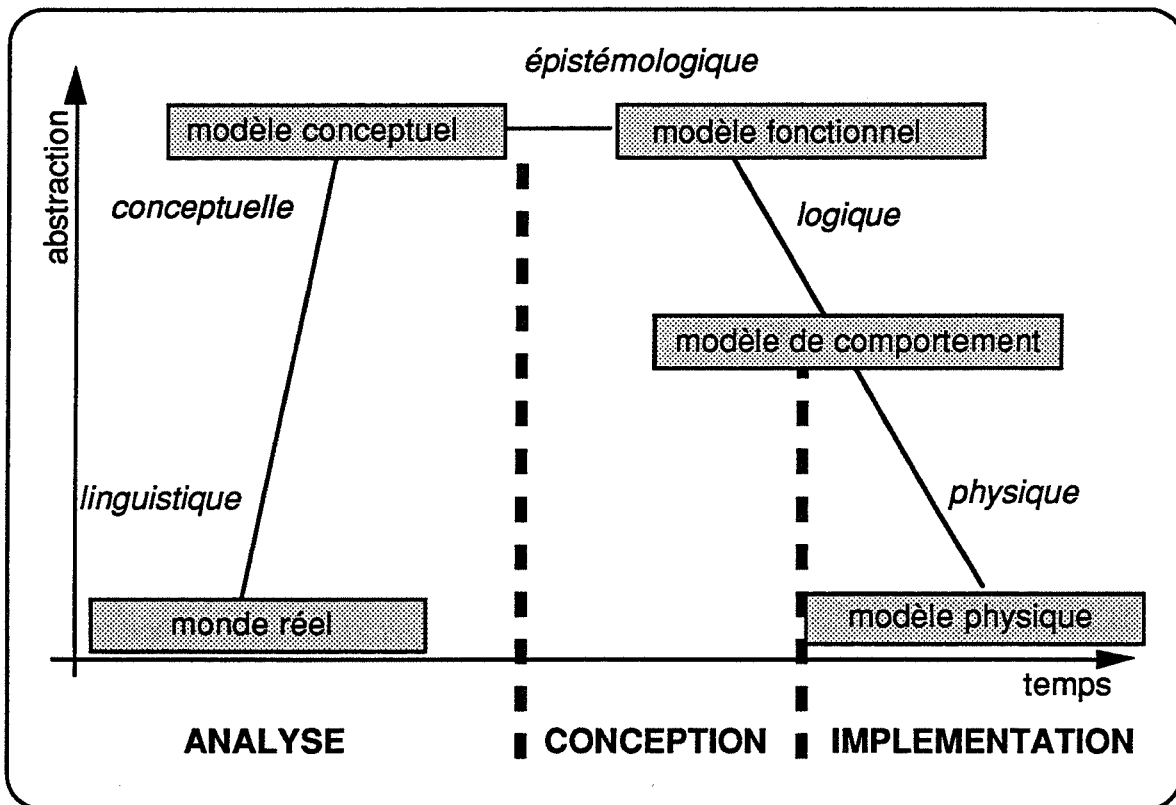 épistémologique
modèle conceptuel
modèle fonctionnel
abstraction
conceptuelle
logique
modèle de comportement
linguistique
physique
monde réel
modèle physique
temps
ANALYSE
CONCEPTION
IMPLEMENTATION